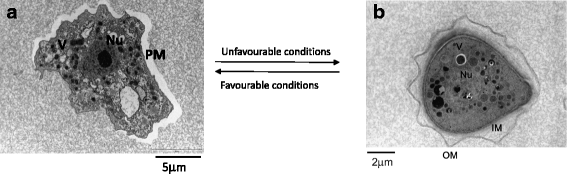 a
V
Nu
PM
5μm
Unfavourable conditions
Favourable conditions
b
V
Nu
IM
OM
2μm